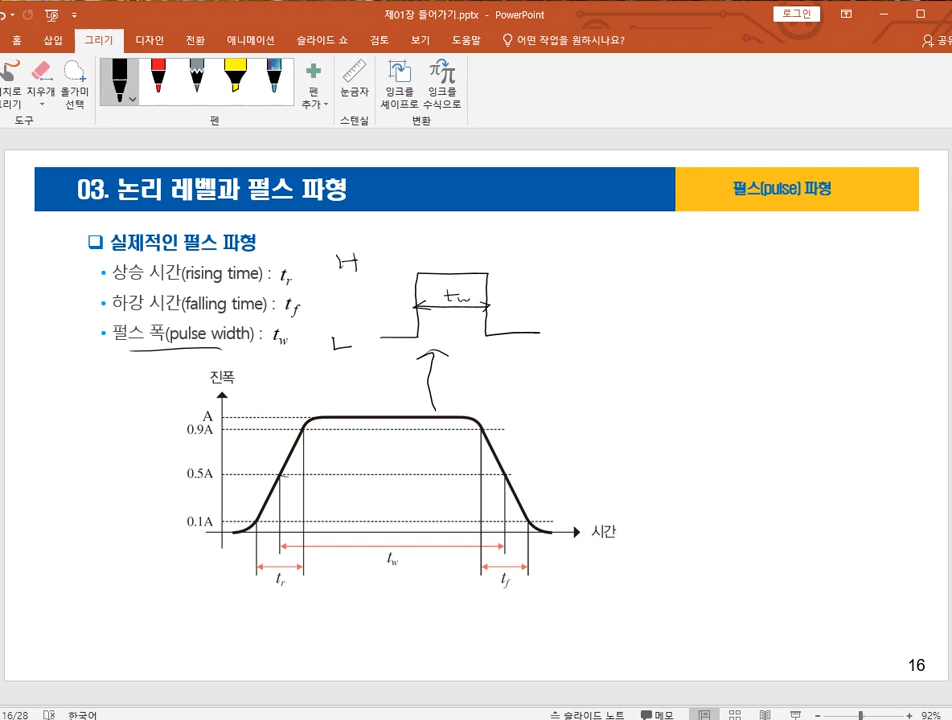 제01장 들어가기.pptx - PowerPoint
로그인
홈 삽입 그리기 디자인 전환 애니메이션 슬라이드 쇼 검토 보기 도움말 어떤 작업을 원하시나요?
지우개
올가미 선택
펜 추가
눈금자
잉크를 셰이프로
잉크를 수식으로
도구 펜 스텐실 변환
03. 논리 레벨과 펄스 파형
펄스(pulse) 파형
실제적인 펄스 파형
• 상승 시간(rising time) : tr
• 하강 시간(falling time) : tf
• 펄스 폭(pulse width) : tw
H
tw
L
진폭
A
0.9A
0.5A
0.1A
시간
tw
tr
tf
16
16/28 한국어 슬라이드 노트 메모 92%